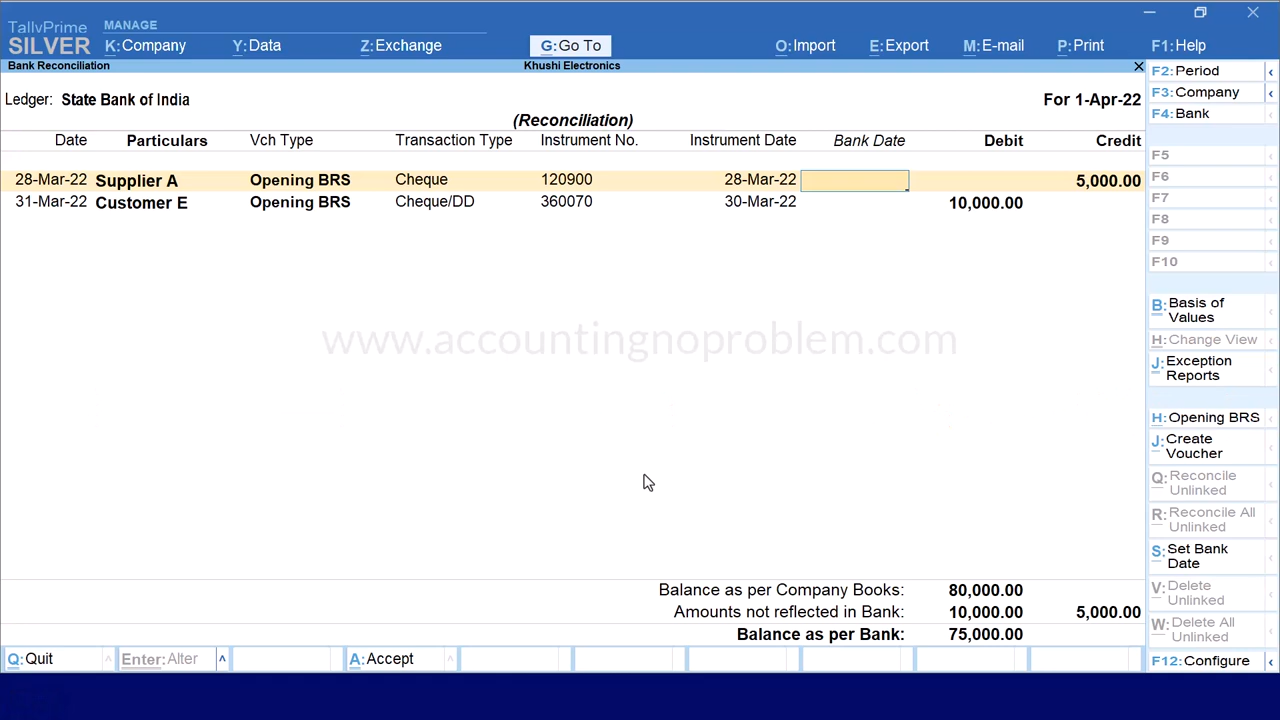 TallyPrime MANAGE
SILVER K:Company Y:Data Z:Exchange G:Go To O:Import E:Export M:E-mail P:Print F1:Help
Bank Reconciliation Khushi Electronics
Ledger: State Bank of India For 1-Apr-22
(Reconciliation)
Date Particulars Vch Type Transaction Type Instrument No. Instrument Date Bank Date Debit Credit
28-Mar-22 Supplier A Opening BRS Cheque 120900 28-Mar-22 5,000.00
31-Mar-22 Customer E Opening BRS Cheque/DD 360070 30-Mar-22 10,000.00
www.accountingnoproblem.com
Balance as per Company Books: 80,000.00
Amounts not reflected in Bank: 10,000.00 5,000.00
Balance as per Bank: 75,000.00
Q:Quit Enter:Alter A:Accept
F2:Period
F3:Company
F4:Bank
F5
F6
F7
F8
F9
F10
B:Basis of
Values
H:Change View
J:Exception
Reports
H:Opening BRS
J:Create
Voucher
Q:Reconcile
Unlinked
R:Reconcile All
Unlinked
S:Set Bank
Date
V:Delete
Unlinked
W:Delete All
Unlinked
F12:Configure